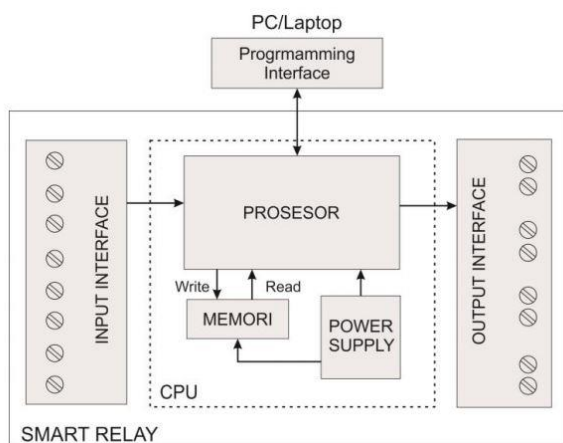 PC/Laptop
Progrmamming
Interface
INPUT INTERFACE
PROSESOR
OUTPUT INTERFACE
Write
Read
MEMORI
POWER
SUPPLY
CPU
SMART RELAY